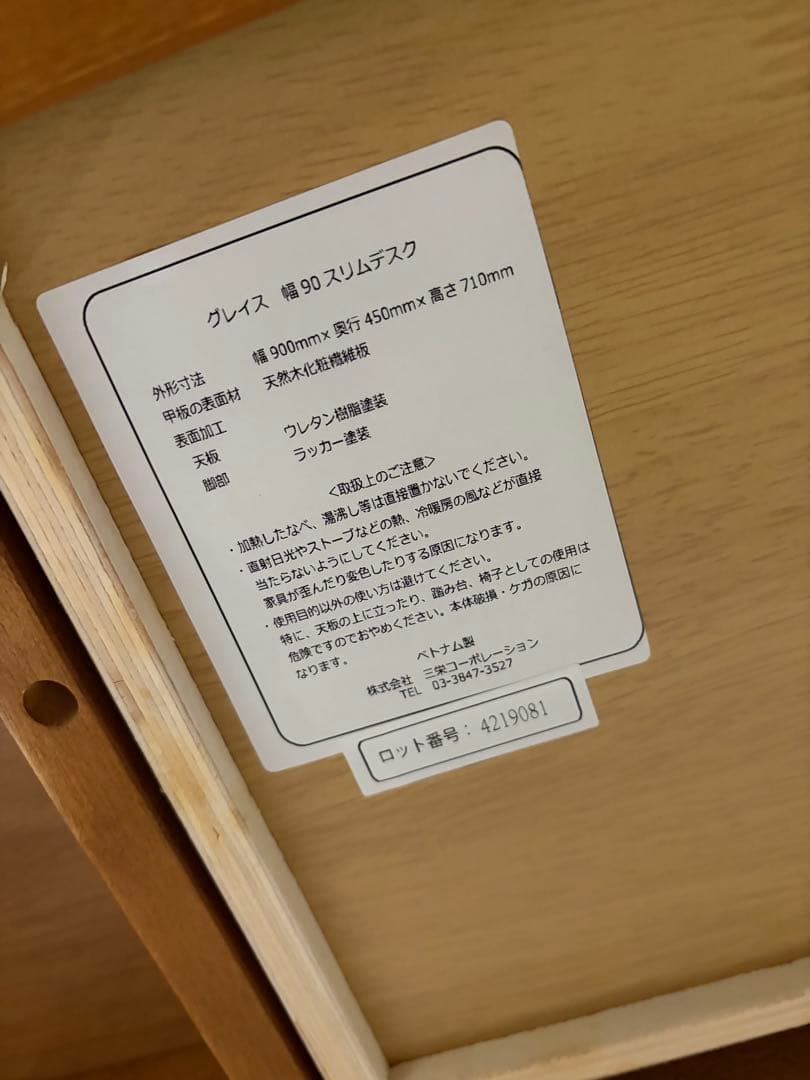 グレイス 幅90スリムデスク
外形寸法 幅900mm×奥行450mm×高さ710mm
甲板の表面材 天然木化粧繊維板
表面加工
天板 ウレタン樹脂塗装
脚部 ラッカー塗装
<取扱上のご注意>
・加熱したなべ、湯沸し等は直接置かないでください。
・直射日光やストーブなどの熱、冷暖房の風などが直接
当たらないようにしてください。
家具が歪んだり変色したりする原因になります。
・使用目的以外の使い方は避けてください。
特に、天板の上に立ったり、踏み台、椅子としての使用は
危険ですのでおやめください。本体破損・ケガの原因に
なります。
ベトナム製
株式会社 三栄コーポレーション
TEL 03-3847-3527
ロット番号：4219081